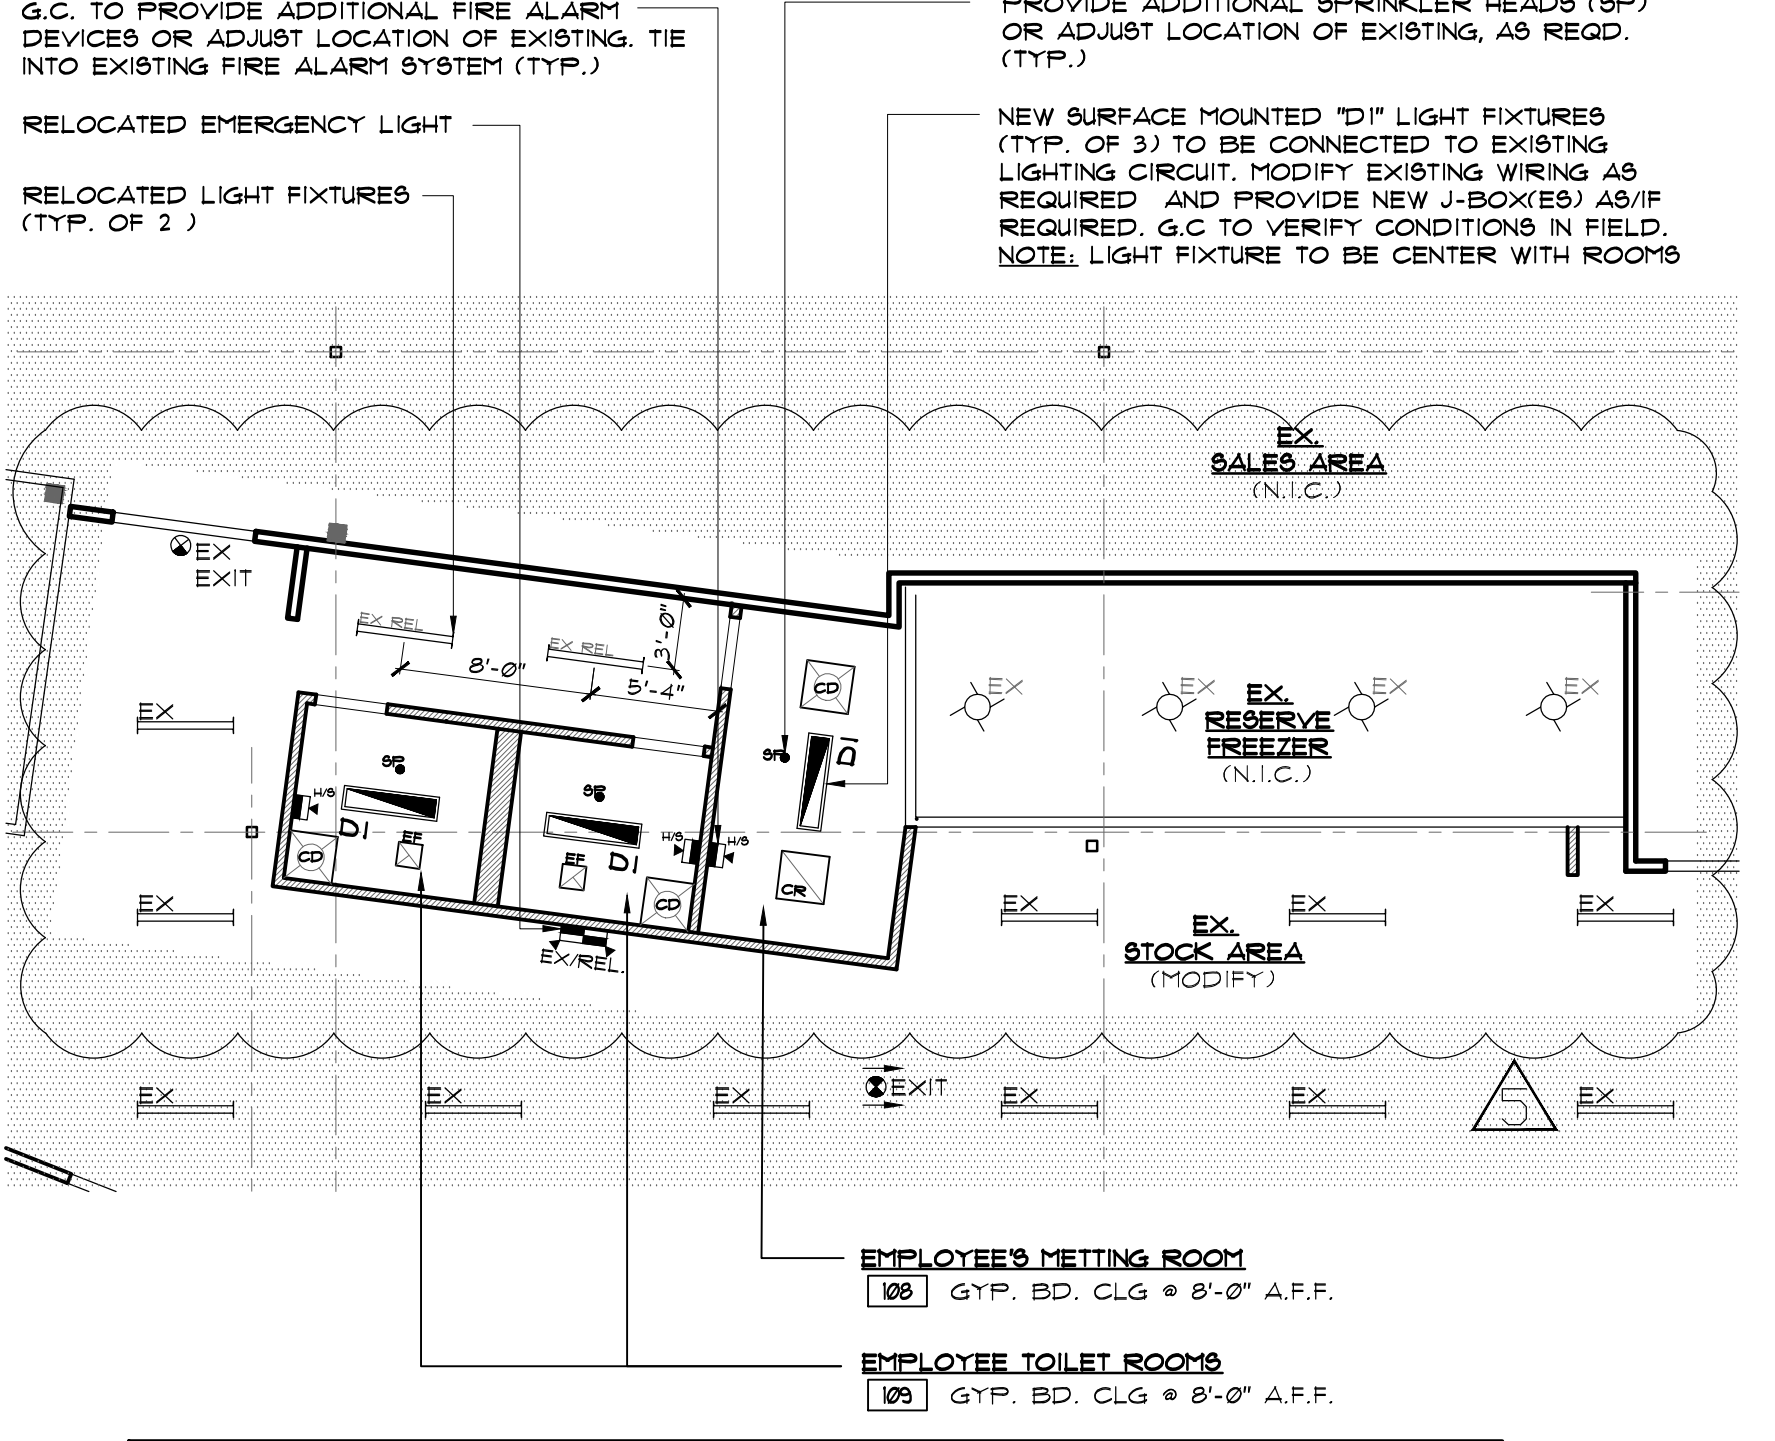 G.C. TO PROVIDE ADDITIONAL FIRE ALARM
DEVICES OR ADJUST LOCATION OF EXISTING. TIE
INTO EXISTING FIRE ALARM SYSTEM (TYP.)
RELOCATED EMERGENCY LIGHT
RELOCATED LIGHT FIXTURES
(TYP. OF 2 )
PROVIDE ADDITIONAL SPRINKLER HEADS (SP)
OR ADJUST LOCATION OF EXISTING, AS REQD.
(TYP.)
NEW SURFACE MOUNTED "D1" LIGHT FIXTURES
(TYP. OF 3) TO BE CONNECTED TO EXISTING
LIGHTING CIRCUIT. MODIFY EXISTING WIRING AS
REQUIRED AND PROVIDE NEW J-BOX(ES) AS/IF
REQUIRED. G.C TO VERIFY CONDITIONS IN FIELD.
NOTE: LIGHT FIXTURE TO BE CENTER WITH ROOMS
EX.
SALES AREA
(N.I.C.)
EX
EXIT
EX REL
EX REL
3'-0"
8'-0"
5'-4"
CD
EX
EX
EX
EX
EX
EX.
RESERVE
FREEZER
(N.I.C.)
SP
D1
SP
SP
H/S
D1
EF
CD
H/S
H/S
D1
EF
CD
CR
EX
EX
EX
EX
EX.
STOCK AREA
(MODIFY)
EX/REL.
EX
EX
EX
EXIT
EX
EX
5
EX
EMPLOYEE'S METTING ROOM
108 GYP. BD. CLG @ 8'-0" A.F.F.
EMPLOYEE TOILET ROOMS
109 GYP. BD. CLG @ 8'-0" A.F.F.